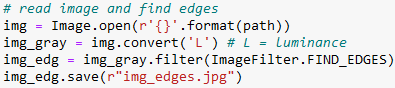 # read image and find edges
img = Image.open(r'{}'.format(path))
img_gray = img.convert('L') # L = luminance
img_edg = img_gray.filter(ImageFilter.FIND_EDGES)
img_edg.save(r"img_edges.jpg")